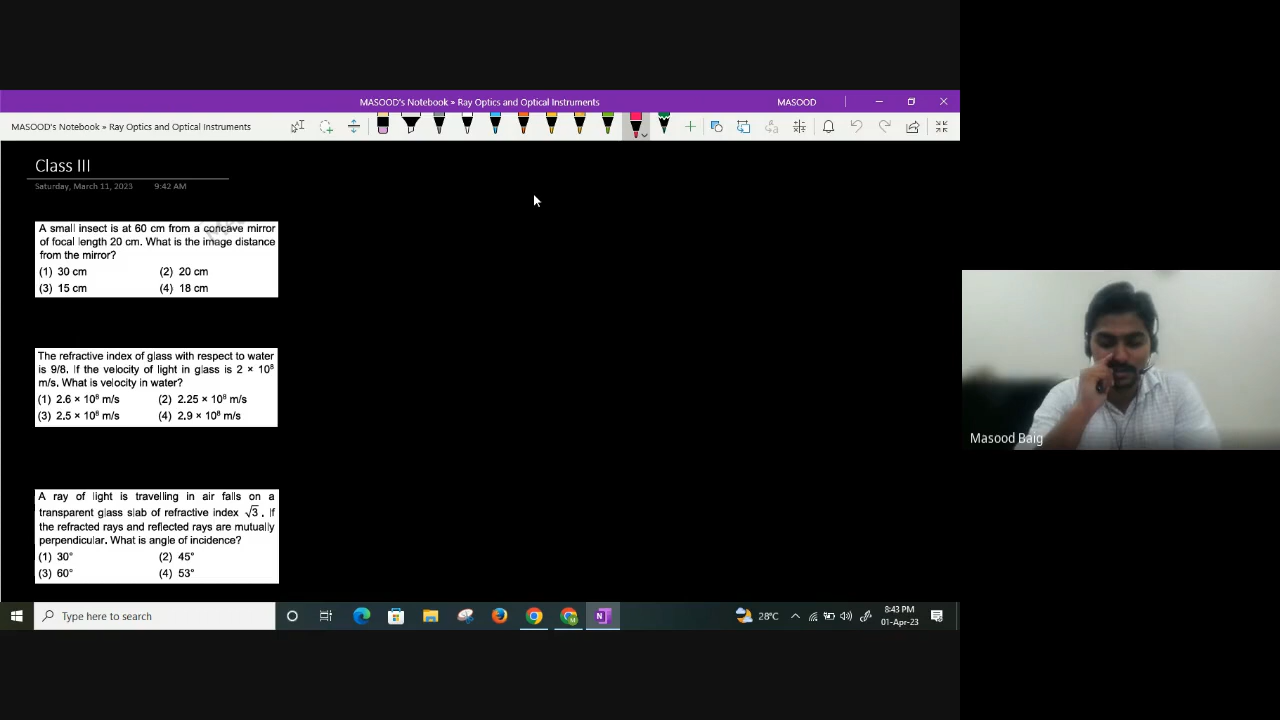 MASOOD's Notebook » Ray Optics and Optical Instruments
MASOOD
MASOOD's Notebook » Ray Optics and Optical Instruments
Class III
Saturday, March 11, 2023 9:42 AM
A small insect is at 60 cm from a concave mirror
of focal length 20 cm. What is the image distance
from the mirror?
(1) 30 cm (2) 20 cm
(3) 15 cm (4) 18 cm
The refractive index of glass with respect to water
is 9/8. If the velocity of light in glass is 2 × 10⁸
m/s. What is velocity in water?
(1) 2.6 × 10⁸ m/s (2) 2.25 × 10⁸ m/s
(3) 2.5 × 10⁸ m/s (4) 2.9 × 10⁸ m/s
A ray of light is travelling in air falls on a
transparent glass slab of refractive index √3. If
the refracted rays and reflected rays are mutually
perpendicular. What is angle of incidence?
(1) 30° (2) 45°
(3) 60° (4) 53°
Masood Baig
Type here to search
28°C
8:43 PM
01-Apr-23